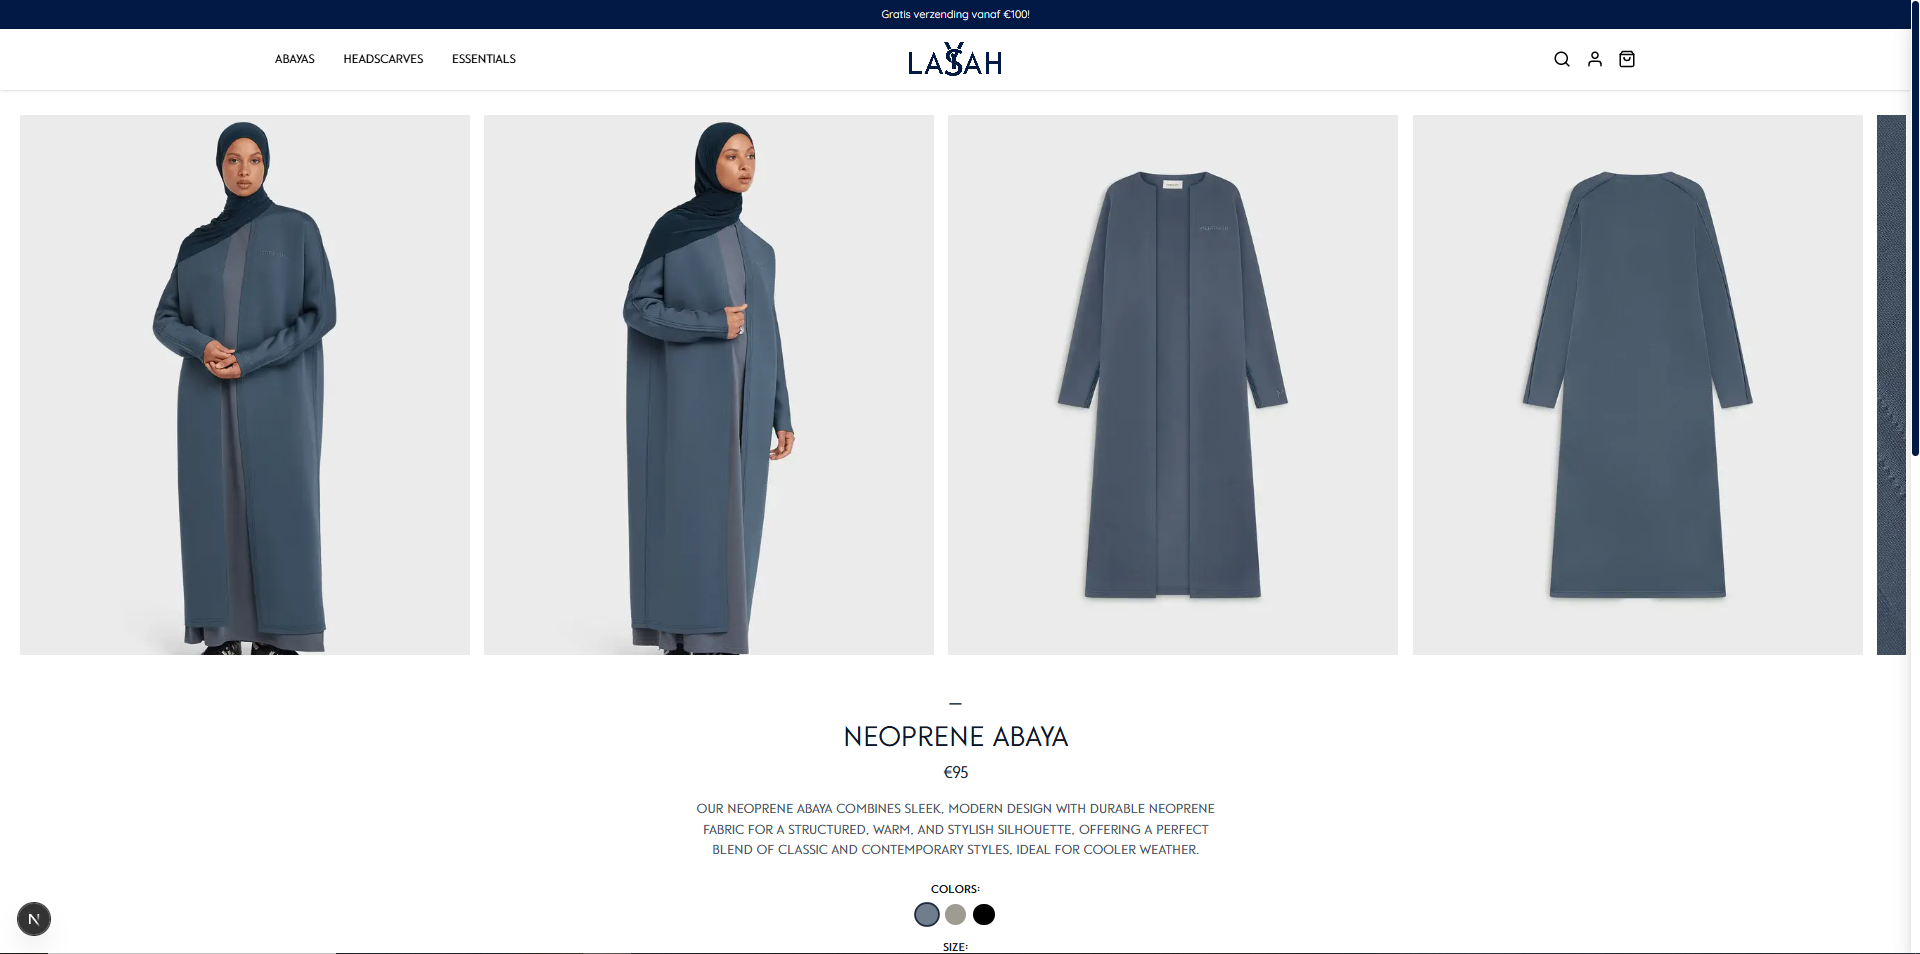 Gratis verzending vanaf €100!
ABAYAS
HEADSCARVES
ESSENTIALS
LAYSAH
NEOPRENE ABAYA
€95
OUR NEOPRENE ABAYA COMBINES SLEEK, MODERN DESIGN WITH DURABLE NEOPRENE
FABRIC FOR A STRUCTURED, WARM, AND STYLISH SILHOUETTE, OFFERING A PERFECT
BLEND OF CLASSIC AND CONTEMPORARY STYLES, IDEAL FOR COOLER WEATHER.
COLORS:
N
SIZE: